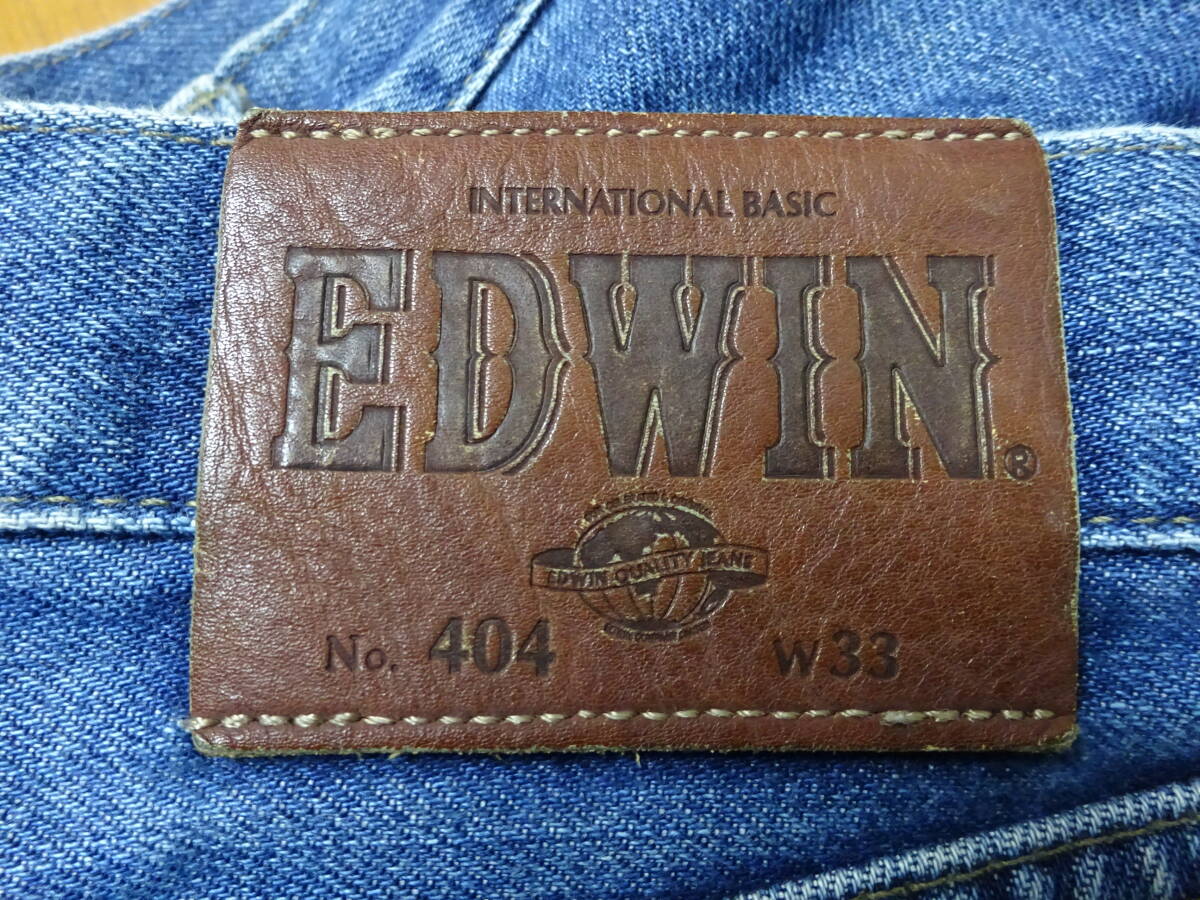 INTERNATIONAL BASIC
EDWIN®
EDWIN QUALITY JEANS
No. 404 W33